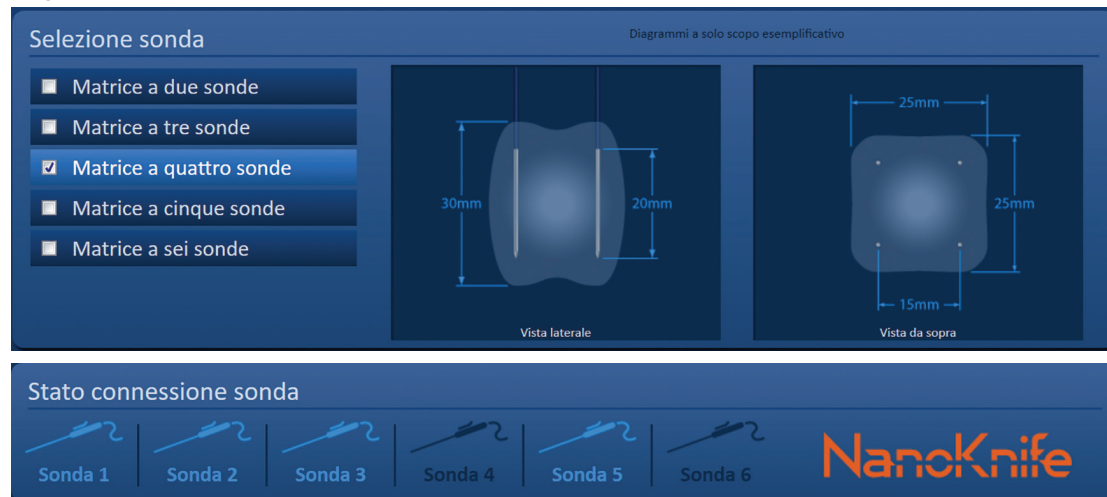 Selezione sonda
Diagrammi a solo scopo esemplificativo
Matrice a due sonde
Matrice a tre sonde
Matrice a quattro sonde
Matrice a cinque sonde
Matrice a sei sonde
30mm
20mm
Vista laterale
25mm
25mm
15mm
Vista da sopra
Stato connessione sonda
Sonda 1
Sonda 2
Sonda 3
Sonda 4
Sonda 5
Sonda 6
NanoKnife